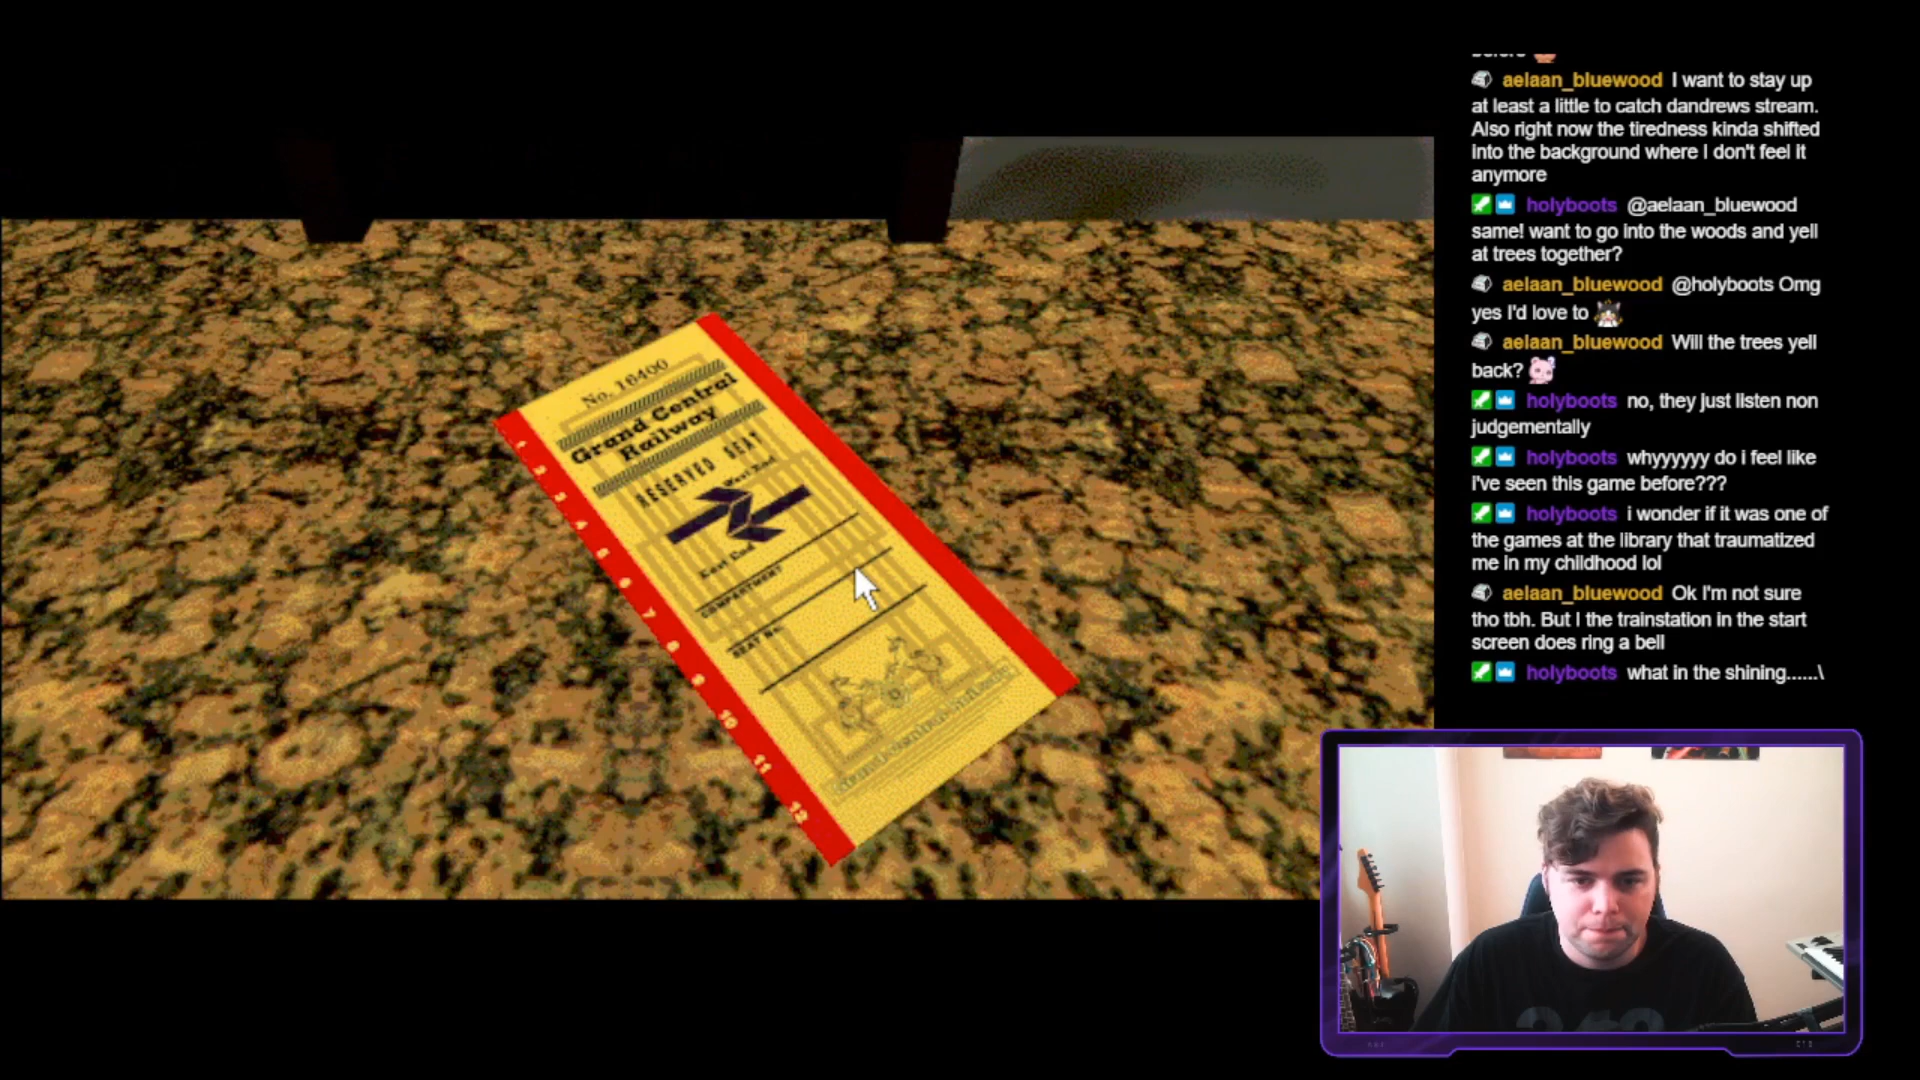 No. 16400
Grand Central
Railway
RESERVED SEAT
West End
East End
COMPARTMENT
SEAT No.
1
2
3
4
5
6
7
8
9
10
11
12
aelaan_bluewood I want to stay up
at least a little to catch dandrews stream.
Also right now the tiredness kinda shifted
into the background where I don't feel it
anymore
holyboots @aelaan_bluewood
same! want to go into the woods and yell
at trees together?
aelaan_bluewood @holyboots Omg
yes I'd love to
aelaan_bluewood Will the trees yell
back?
holyboots no, they just listen non
judgementally
holyboots whyyyyyy do i feel like
I've seen this game before???
holyboots i wonder if it was one of
the games at the library that traumatized
me in my childhood lol
aelaan_bluewood Ok I'm not sure
tho tbh. But I the trainstation in the start
screen does ring a bell
holyboots what in the shining......\